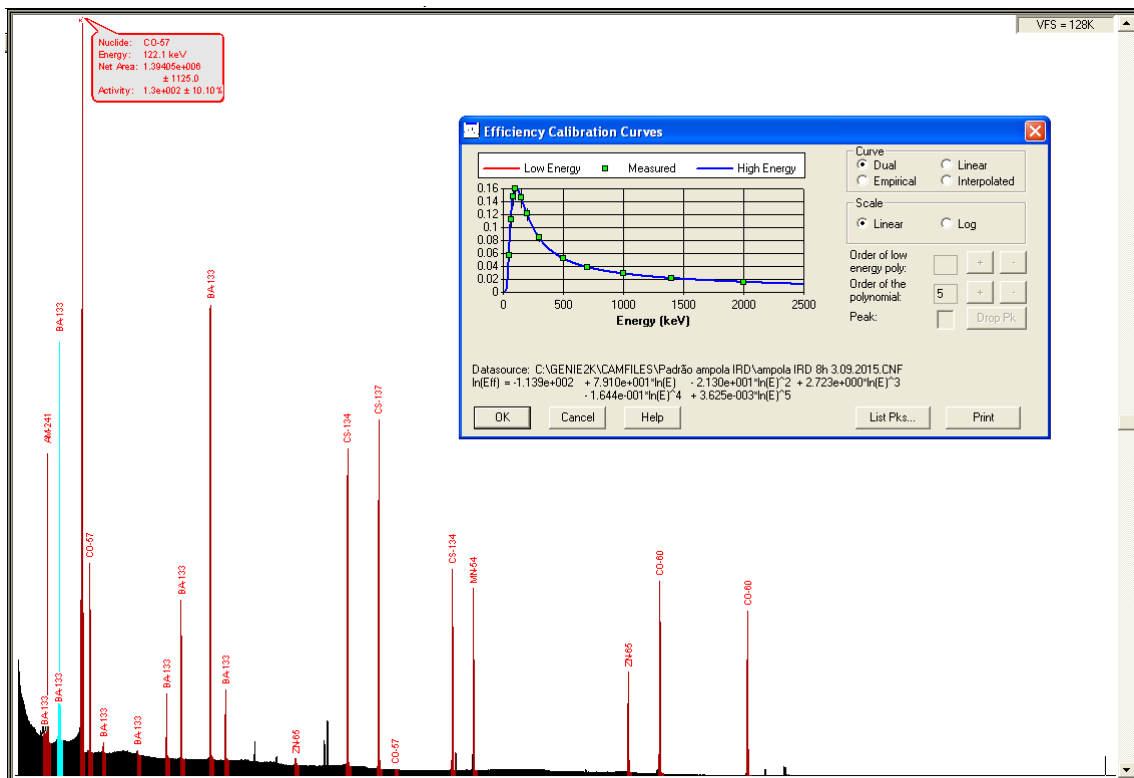 VFS = 128K
Nuclide: CO-57
Energy: 122.1 keV
Net Area: 1.39405e+006
± 1125.0
Activity: 1.3e+002 ± 10.10%
Efficiency Calibration Curves
Low Energy Measured High Energy
0.16
0.14
0.12
0.1
0.08
0.06
0.04
0.02
0
0 500 1000 1500 2000 2500
Energy (keV)
Curve
Dual Linear
Empirical Interpolated
Scale
Linear Log
Order of low
energy poly: + -
Order of the
polynomial: 5 + -
Peak: Drop Pk
Datasource: C:\GENIE2K\CAMFILES\Padrão ampola IRD\ampola IRD 8h 3.09.2015.CNF
ln(Eff) = -1.139e+002 + 7.910e+001*ln(E) - 2.130e+001*ln(E)^2 + 2.723e+000*ln(E)^3
- 1.644e-001*ln(E)^4 + 3.625e-003*ln(E)^5
OK Cancel Help List Pks... Print
BA-133
AM-241
BA-133
BA-133
CO-57
BA-133
BA-133
BA-133
BA-133
BA-133
BA-133
ZN-65
CS-134
CS-137
CO-57
CS-134
MN-54
ZN-65
CO-60
CO-60